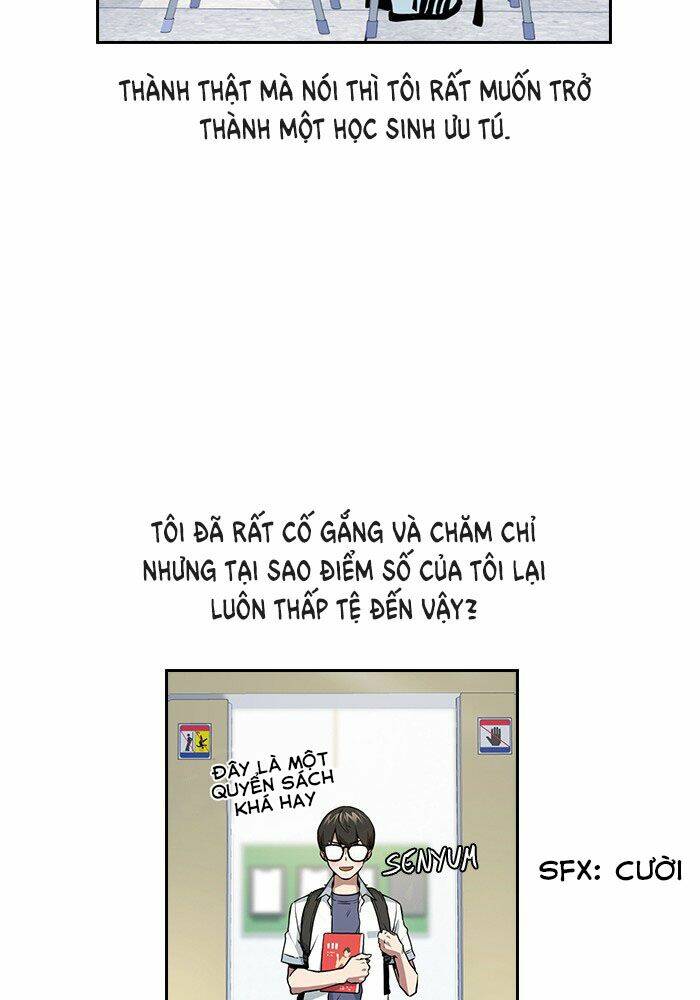 THÀNH THẬT MÀ NÓI THÌ TÔI RẤT MUỐN TRỞ
THÀNH MỘT HỌC SINH ƯU TÚ.
TÔI ĐÃ RẤT CỐ GẮNG VÀ CHĂM CHỈ
NHƯNG TẠI SAO ĐIỂM SỐ CỦA TÔI LẠI
LUÔN THẤP TỆ ĐẾN VẬY?
ĐÂY LÀ MỘT
QUYỂN SÁCH
KHÁ HAY
SENYUM
SFX: CƯỜI